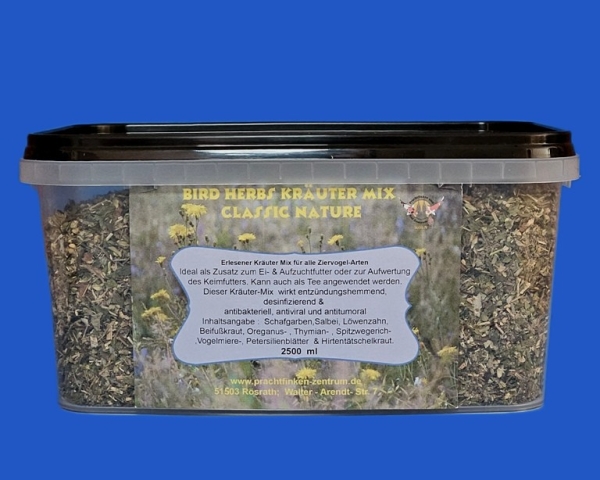 BIRD HERBS KRÄUTER MIX
CLASSIC NATURE
Erlesener Kräuter Mix für alle Ziervogel-Arten
Ideal als Zusatz zum Ei- & Aufzuchtfutter oder zur Aufwertung
des Keimfutters. Kann auch als Tee angewendet werden.
Dieser Kräuter-Mix wirkt entzündungshemmend,
desinfizierend &
antibakteriell, antiviral und antitumoral
Inhaltsangabe : Schafgarben,Salbei, Löwenzahn,
Beifußkraut, Oreganus- , Thymian- , Spitzwegerich-
,Vogelmiere-, Petersilienblätter & Hirtentätschelkraut.
2500 ml
www.prachtfinken-zentrum.de
51503 Rösrath; Walter - Arendt- Str. 7